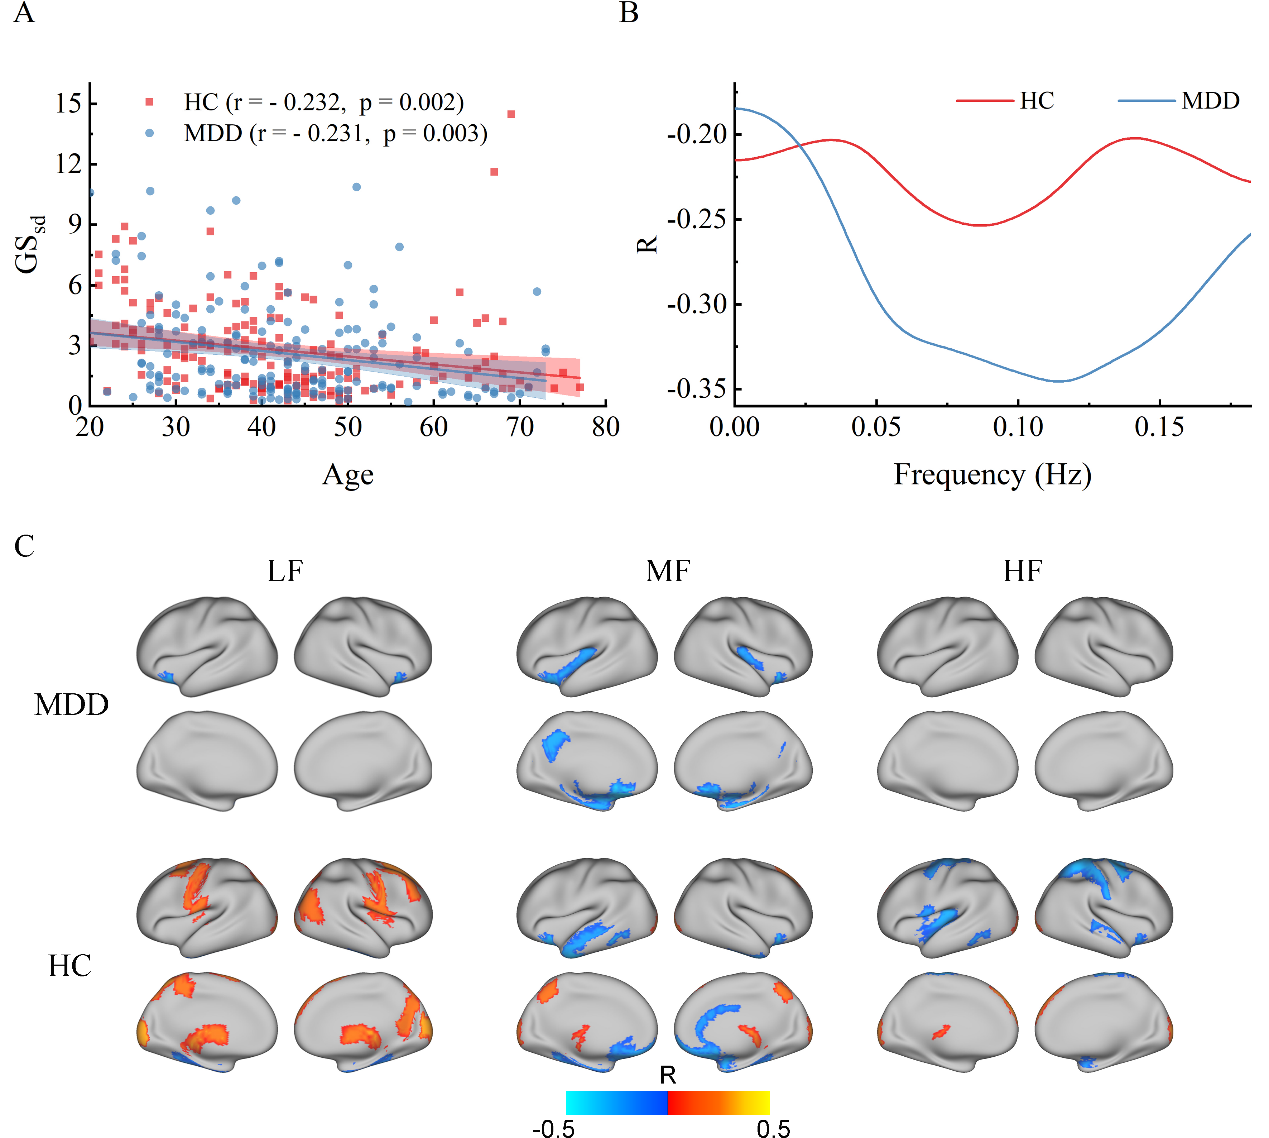 A
HC (r = - 0.232, p = 0.002)
MDD (r = - 0.231, p = 0.003)
GSsd
15
12
9
6
3
0
20 30 40 50 60 70 80
Age
B
HC
MDD
R
-0.20
-0.25
-0.30
-0.35
0.00 0.05 0.10 0.15
Frequency (Hz)
C
LF MF HF
MDD
HC
R
-0.5 0.5